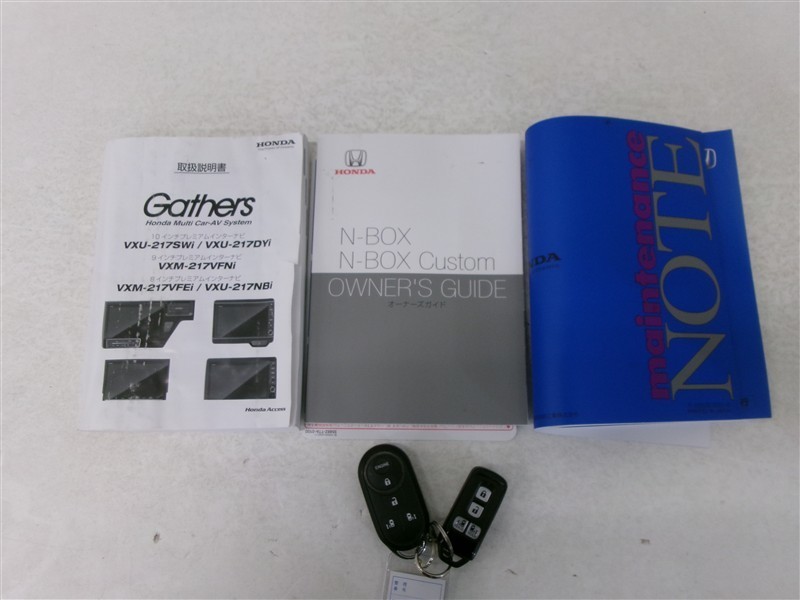 HONDA
取扱説明書
Gathers
Honda Multi Car-AV System
10インチプレミアムインターナビ
VXU-217SWi / VXU-217DYi
9インチプレミアムインターナビ
VXM-217VFNi
8インチプレミアムインターナビ
VXM-217VFEi / VXU-217NBi
Honda Access
HONDA
N-BOX
N-BOX Custom
OWNER'S GUIDE
オーナーズガイド
maintenance
NOTE